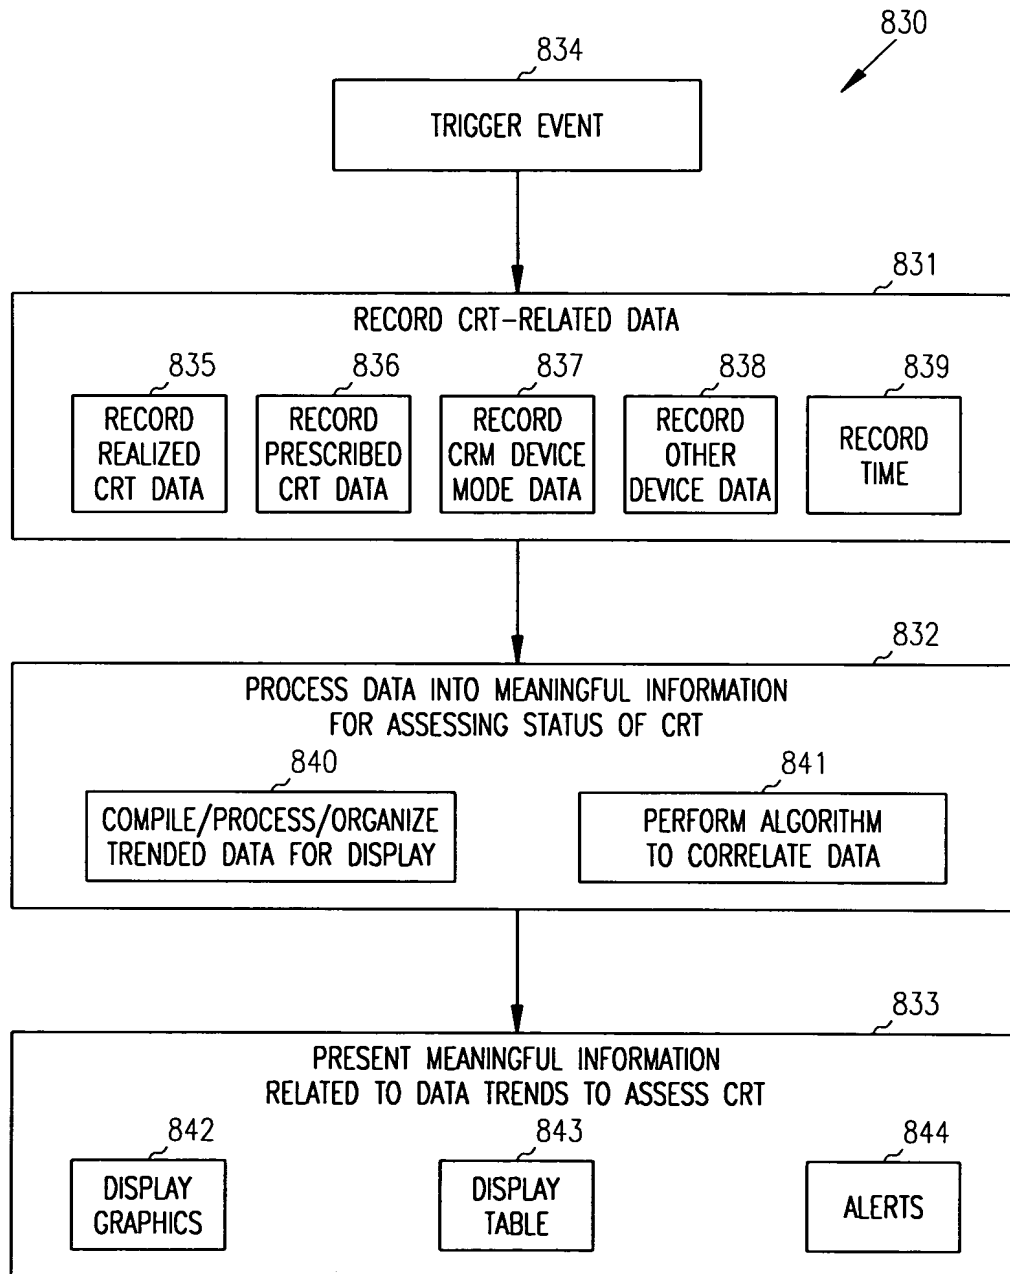 830
834
TRIGGER EVENT
831
RECORD CRT-RELATED DATA
835
RECORD
REALIZED
CRT DATA
836
RECORD
PRESCRIBED
CRT DATA
837
RECORD
CRM DEVICE
MODE DATA
838
RECORD
OTHER
DEVICE DATA
839
RECORD
TIME
832
PROCESS DATA INTO MEANINGFUL INFORMATION
FOR ASSESSING STATUS OF CRT
840
COMPILE/PROCESS/ORGANIZE
TRENDED DATA FOR DISPLAY
841
PERFORM ALGORITHM
TO CORRELATE DATA
833
PRESENT MEANINGFUL INFORMATION
RELATED TO DATA TRENDS TO ASSESS CRT
842
DISPLAY
GRAPHICS
843
DISPLAY
TABLE
844
ALERTS